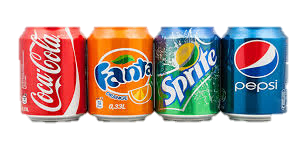 Coca-Cola
Fanta
ORANGE
0,33L
Sprite
pepsi